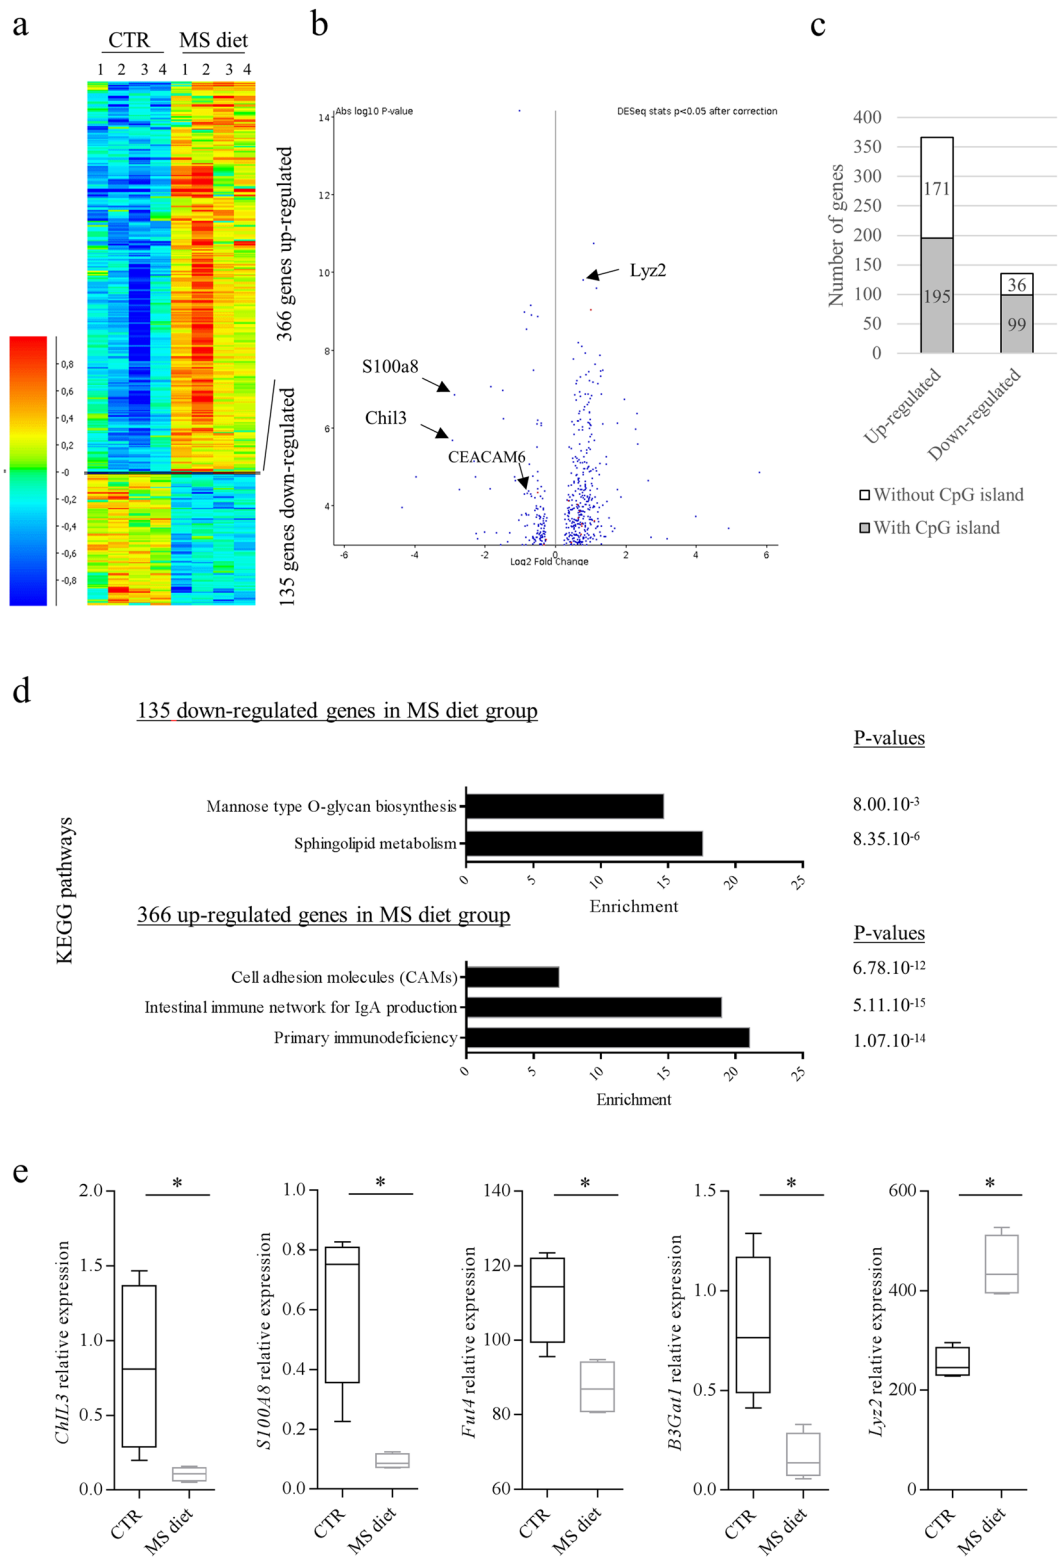 a
CTR MS diet
1 2 3 4 1 2 3 4
366 genes up-regulated
135 genes down-regulated
0,8
0,6
0,4
0,2
-0
-0,2
-0,4
-0,6
-0,8
b
Abs log10 P-value
DESeq stats p<0.05 after correction
14
12
10
8
6
4
Lyz2
S100a8
Chil3
CEACAM6
-6 -4 -2 0 2 4 6
Log2 Fold Change
c
Number of genes
400
350
300
250
200
150
100
50
0
171
195
36
99
Up-regulated
Down-regulated
Without CpG island
With CpG island
d
KEGG pathways
135 down-regulated genes in MS diet group
P-values
Mannose type O-glycan biosynthesis
8.00.10-3
Sphingolipid metabolism
8.35.10-6
0 5 10 15 20 25
Enrichment
366 up-regulated genes in MS diet group
P-values
Cell adhesion molecules (CAMs)
6.78.10-12
Intestinal immune network for IgA production
5.11.10-15
Primary immunodeficiency
1.07.10-14
0 5 10 15 20 25
Enrichment
e
ChIL3 relative expression
2.0
1.5
1.0
0.5
0.0
*
CTR
MS diet
S100A8 relative expression
1.0
0.8
0.6
0.4
0.2
0.0
*
CTR
MS diet
Fut4 relative expression
140
120
100
80
60
*
CTR
MS diet
B3Gat1 relative expression
1.5
1.0
0.5
0.0
*
CTR
MS diet
Lyz2 relative expression
600
400
200
0
*
CTR
MS diet